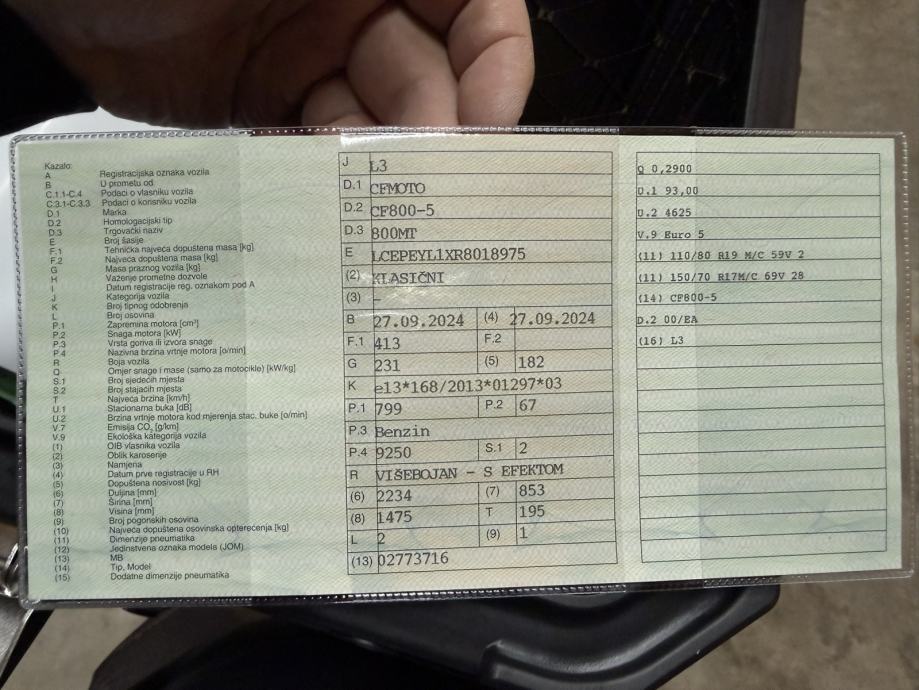 Kazalo:
A Registracijska oznaka vozila
B U prometu od
C.1.1-C.4 Podaci o vlasniku vozila
C.3.1-C.3.3 Podaci o korisniku vozila
D.1 Marka
D.2 Homologacijski tip
D.3 Trgovački naziv
E Broj šasije
F.1 Tehnička najveća dopuštena masa [kg]
F.2 Najveća dopuštena masa [kg]
G Masa praznog vozila [kg]
H Važenje prometne dozvole
I Datum registracije reg. oznakom pod A
J Kategorija vozila
K Broj tipnog odobrenja
L Broj osovina
P.1 Zapremina motora [cm³]
P.2 Snaga motora [kW]
P.3 Vrsta goriva ili izvora snage
P.4 Nazivna brzina vrtnje motora [o/min]
R Boja vozila
Q Omjer snage i mase (samo za motocikle) [kW/kg]
S.1 Broj sjedećih mjesta
S.2 Broj stajaćih mjesta
T Najveća brzina [km/h]
U.1 Stacionarna buka [dB]
U.2 Brzina vrtnje motora kod mjerenja stac. buke [o/min]
V.7 Emisija CO₂ [g/km]
V.9 Ekološka kategorija vozila
(1) OIB vlasnika vozila
(2) Oblik karoserije
(3) Namjena
(4) Datum prve registracije u RH
(5) Dopuštena nosivost [kg]
(6) Duljina [mm]
(7) Širina [mm]
(8) Visina [mm]
(9) Broj pogonskih osovina
(10) Najveća dopuštena osovinska opterećenja [kg]
(11) Dimenzije pneumatika
(12) Jedinstvena oznaka modela (JOM)
(13) MB
(14) Tip, Model
(15) Dodatne dimenzije pneumatika
J L3
D.1 CFMOTO
D.2 CF800-5
D.3 800MT
E LCEPEYL1XR8018975
(2) KLASIČNI
(3) -
B 27.09.2024 (4) 27.09.2024
F.1 413 F.2
G 231 (5) 182
K e13*168/2013*01297*03
P.1 799 P.2 67
P.3 Benzin
P.4 9250 S.1 2
R VIŠEBOJAN - S EFEKTOM
(6) 2234 (7) 853
(8) 1475 T 195
L 2 (9) 1
(13) 02773716
Q 0,2900
U.1 93,00
U.2 4625
V.9 Euro 5
(11) 110/80 R19 M/C 59V 2
(11) 150/70 R17M/C 69V 28
(14) CF800-5
D.2 00/EA
(16) L3